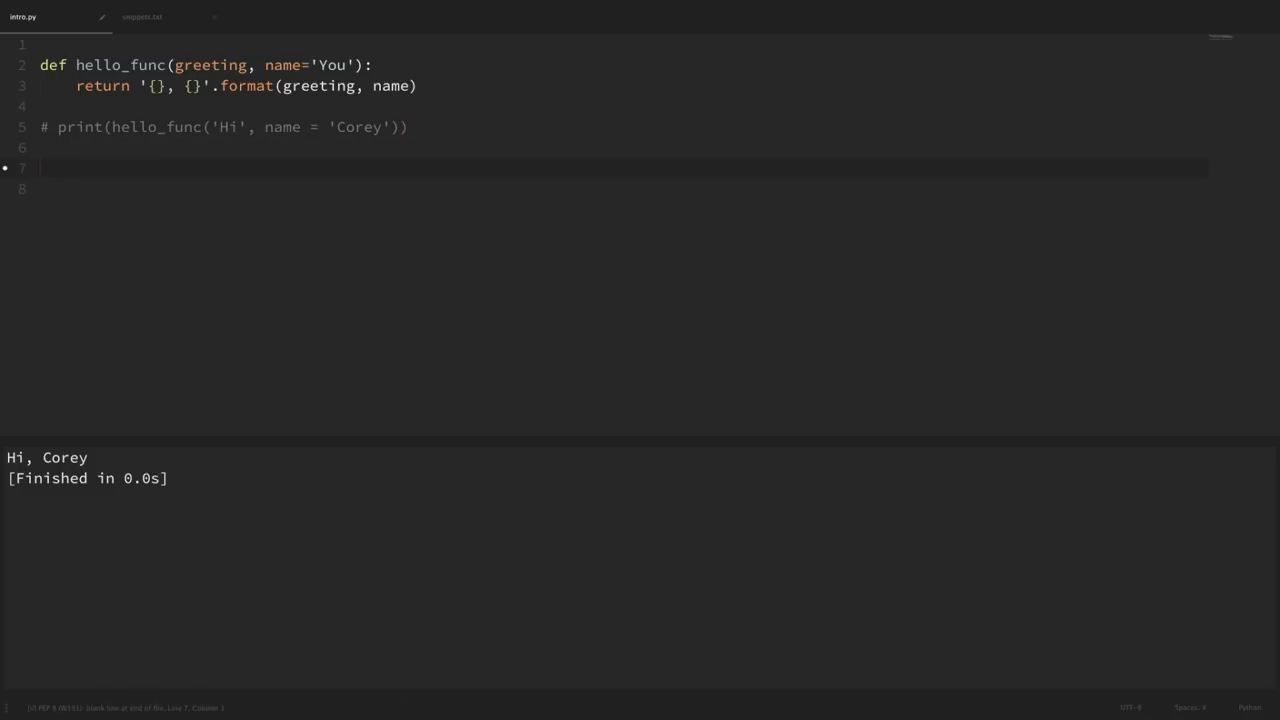 intro.py
snippets.txt
1
2 def hello_func(greeting, name='You'):
3     return '{}, {}'.format(greeting, name)
4
5 # print(hello_func('Hi', name = 'Corey'))
6
7
8
Hi, Corey
[Finished in 0.0s]
PEP 8 (W391): blank line at end of file, Line 7, Column 1
UTF-8
Spaces: 4
Python